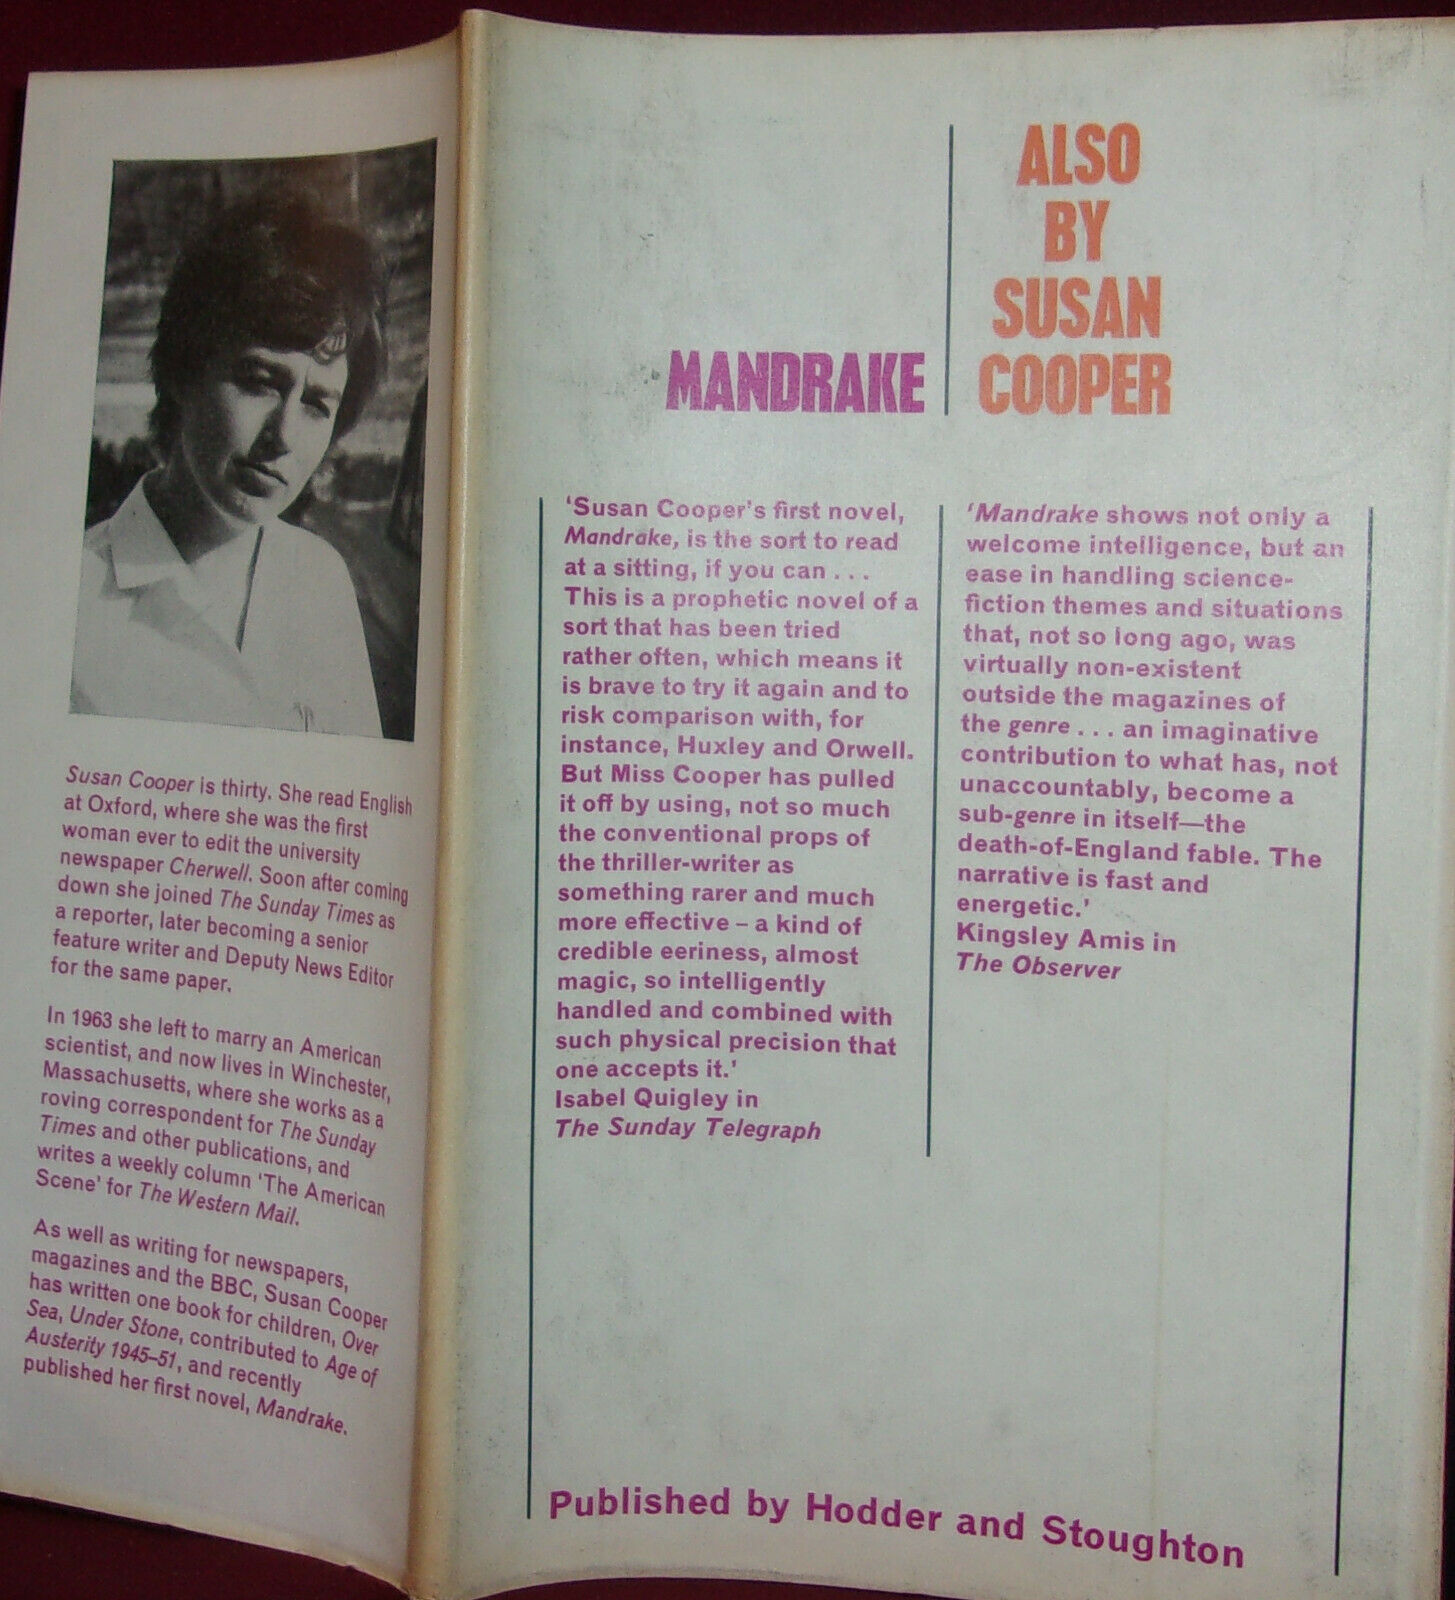 Susan Cooper is thirty. She read English
at Oxford, where she was the first
woman ever to edit the university
newspaper Cherwell. Soon after coming
down she joined The Sunday Times as
a reporter, later becoming a senior
feature writer and Deputy News Editor
for the same paper.
In 1963 she left to marry an American
scientist, and now lives in Winchester,
Massachusetts, where she works as a
roving correspondent for The Sunday
Times and other publications, and
writes a weekly column 'The American
Scene' for The Western Mail.
As well as writing for newspapers,
magazines and the BBC, Susan Cooper
has written one book for children, Over
Sea, Under Stone, contributed to Age of
Austerity 1945–51, and recently
published her first novel, Mandrake.
MANDRAKE
ALSO
BY
SUSAN
COOPER
'Susan Cooper's first novel,
Mandrake, is the sort to read
at a sitting, if you can . . .
This is a prophetic novel of a
sort that has been tried
rather often, which means it
is brave to try it again and to
risk comparison with, for
instance, Huxley and Orwell.
But Miss Cooper has pulled
it off by using, not so much
the conventional props of
the thriller-writer as
something rarer and much
more effective – a kind of
credible eeriness, almost
magic, so intelligently
handled and combined with
such physical precision that
one accepts it.'
Isabel Quigley in
The Sunday Telegraph
'Mandrake shows not only a
welcome intelligence, but an
ease in handling science-
fiction themes and situations
that, not so long ago, was
virtually non-existent
outside the magazines of
the genre . . . an imaginative
contribution to what has, not
unaccountably, become a
sub-genre in itself—the
death-of-England fable. The
narrative is fast and
energetic.'
Kingsley Amis in
The Observer
Published by Hodder and Stoughton